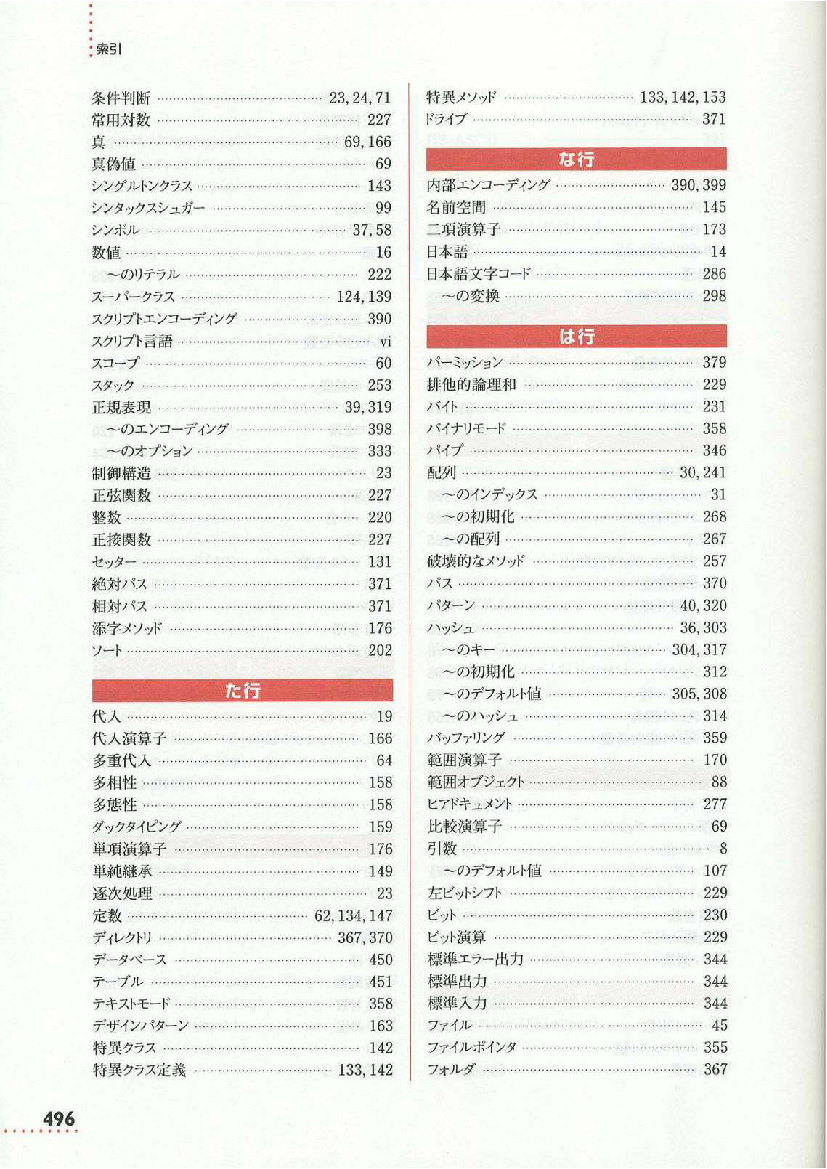 索引
条件判断 …… 23, 24, 71
常用対数 …… 227
真 …… 69, 166
真偽値 …… 69
シングルトンクラス …… 143
シンタックスシュガー …… 99
シンボル …… 37, 58
数値 …… 16
～のリテラル …… 222
スーパークラス …… 124, 139
スクリプトエンコーディング …… 390
スクリプト言語 …… vi
スコープ …… 60
スタック …… 253
正規表現 …… 39, 319
～のエンコーディング …… 398
～のオプション …… 333
制御構造 …… 23
正弦関数 …… 227
整数 …… 220
正接関数 …… 227
セッター …… 131
絶対パス …… 371
相対パス …… 371
添字メソッド …… 176
ソート …… 202
た行
代入 …… 19
代入演算子 …… 166
多重代入 …… 64
多相性 …… 158
多態性 …… 158
ダックタイピング …… 159
単項演算子 …… 176
単純継承 …… 149
逐次処理 …… 23
定数 …… 62, 134, 147
ディレクトリ …… 367, 370
データベース …… 450
テーブル …… 451
テキストモード …… 358
デザインパターン …… 163
特異クラス …… 142
特異クラス定義 …… 133, 142
特異メソッド …… 133, 142, 153
ドライブ …… 371
な行
内部エンコーディング …… 390, 399
名前空間 …… 145
二項演算子 …… 173
日本語 …… 14
日本語文字コード …… 286
～の変換 …… 298
は行
パーミッション …… 379
排他的論理和 …… 229
バイト …… 231
バイナリモード …… 358
パイプ …… 346
配列 …… 30, 241
～のインデックス …… 31
～の初期化 …… 268
～の配列 …… 267
破壊的なメソッド …… 257
パス …… 370
パターン …… 40, 320
ハッシュ …… 36, 303
～のキー …… 304, 317
～の初期化 …… 312
～のデフォルト値 …… 305, 308
～のハッシュ …… 314
バッファリング …… 359
範囲演算子 …… 170
範囲オブジェクト …… 88
ヒアドキュメント …… 277
比較演算子 …… 69
引数 …… 8
～のデフォルト値 …… 107
左ビットシフト …… 229
ビット …… 230
ビット演算 …… 229
標準エラー出力 …… 344
標準出力 …… 344
標準入力 …… 344
ファイル …… 45
ファイルポインタ …… 355
フォルダ …… 367
496